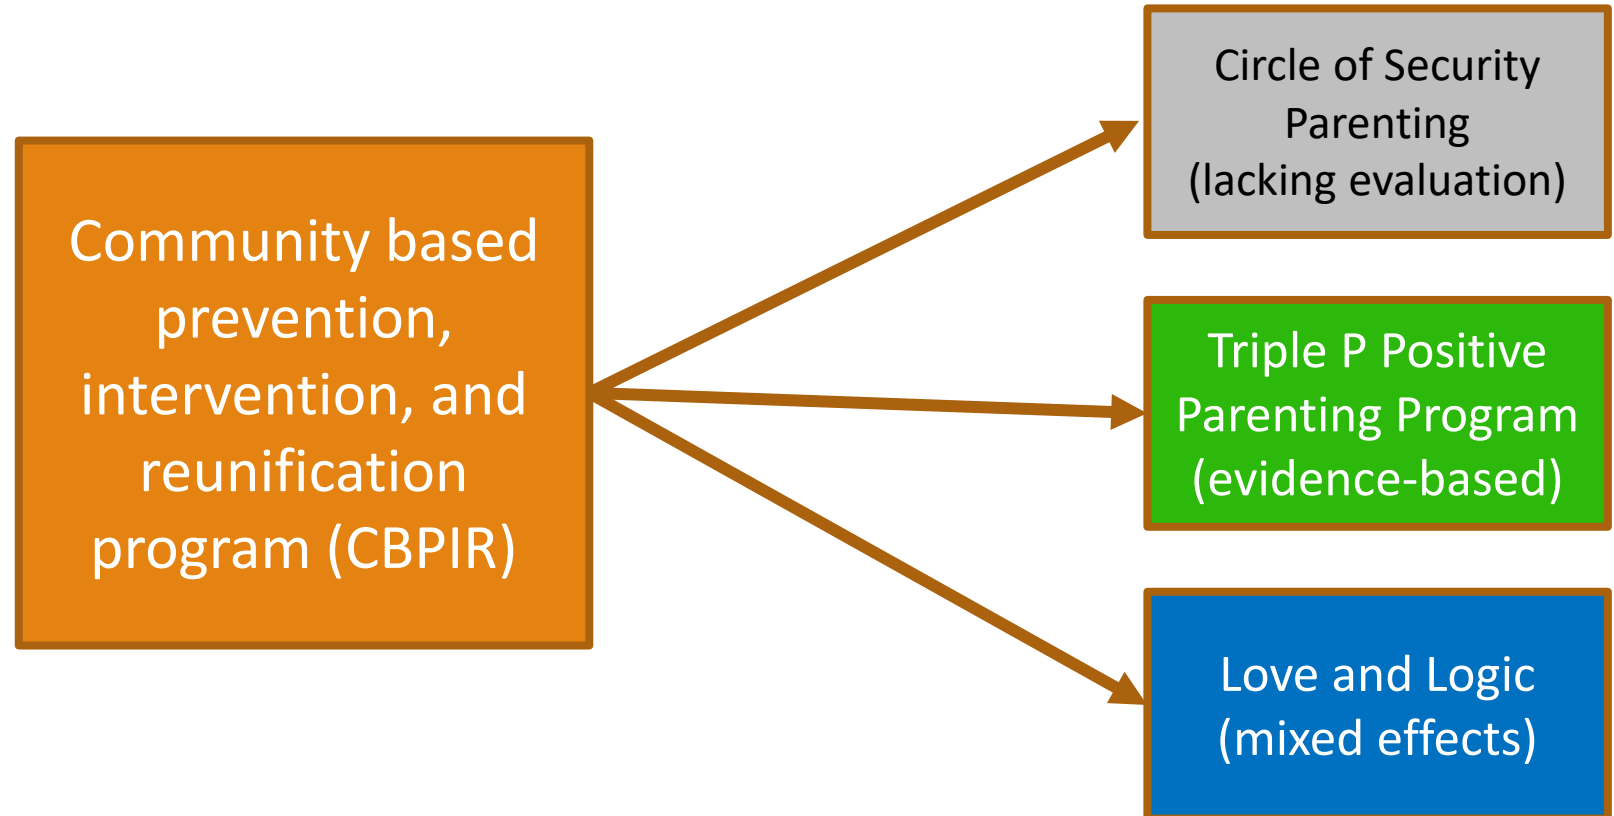 Community based
prevention,
intervention, and
reunification
program (CBPIR)
Circle of Security
Parenting
(lacking evaluation)
Triple P Positive
Parenting Program
(evidence-based)
Love and Logic
(mixed effects)